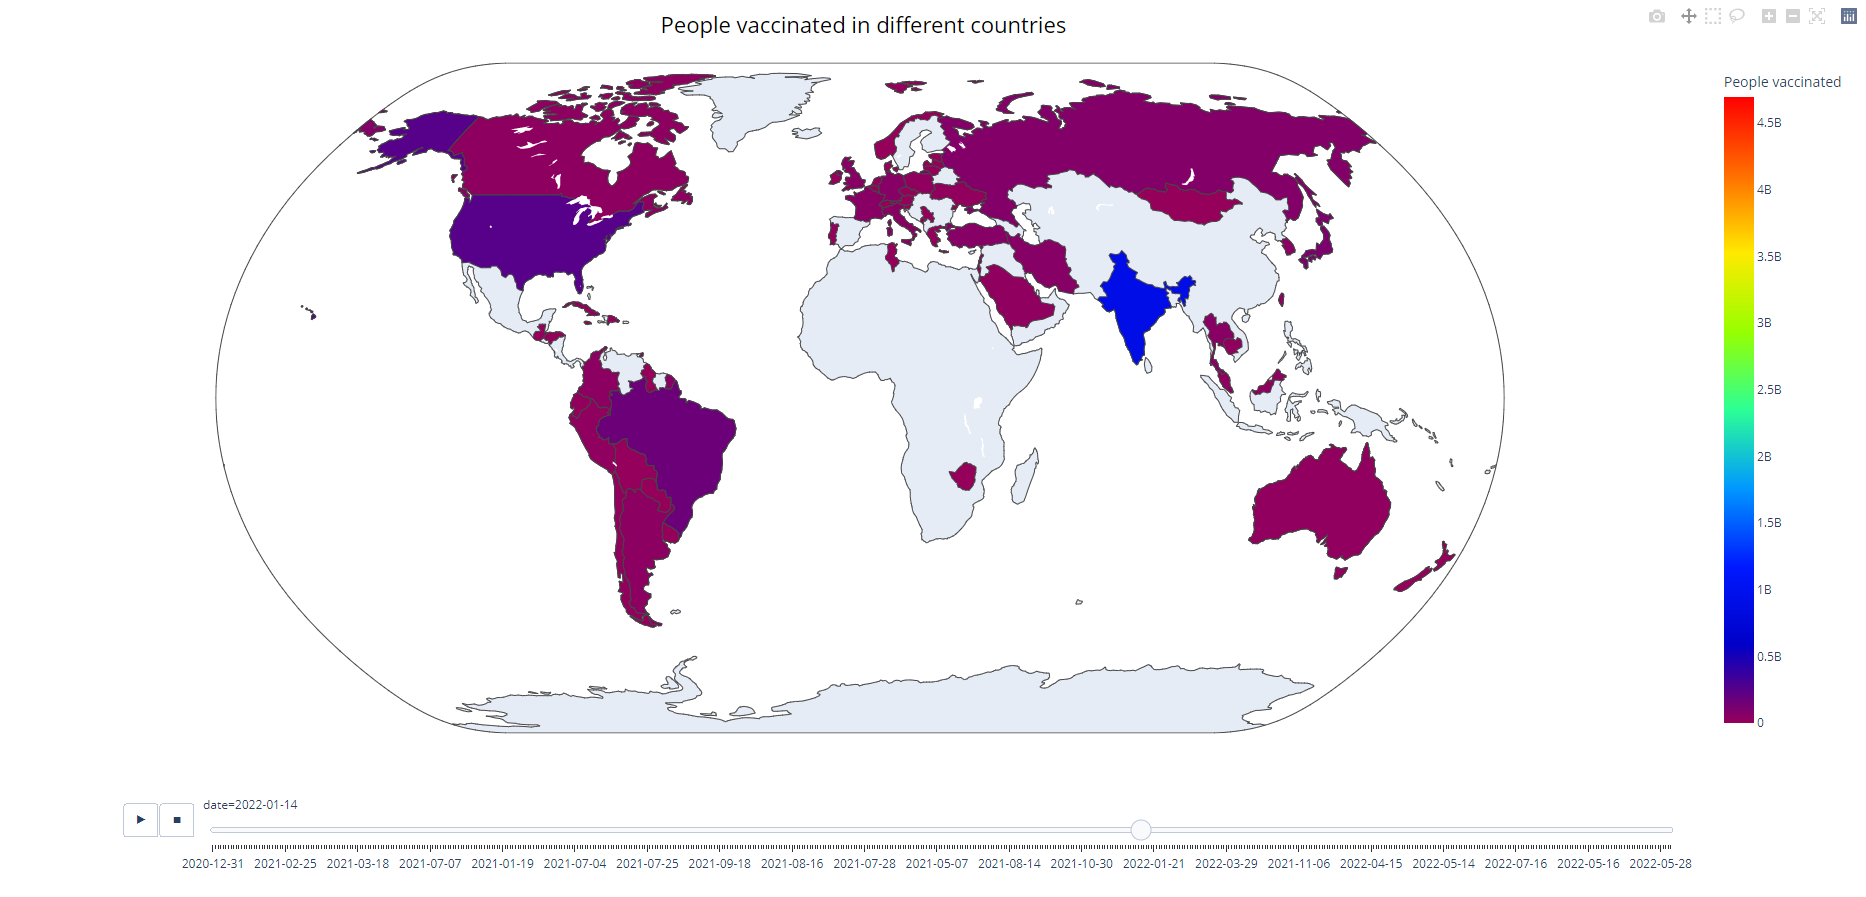 People vaccinated in different countries
People vaccinated
4.5B
4B
3.5B
3B
2.5B
2B
1.5B
1B
0.5B
0
date=2022-01-14
2020-12-31 2021-02-25 2021-03-18 2021-07-07 2021-01-19 2021-07-04 2021-07-25 2021-09-18 2021-08-16 2021-07-28 2021-05-07 2021-08-14 2021-10-30 2022-01-21 2022-03-29 2021-11-06 2022-04-15 2022-05-14 2022-07-16 2022-05-16 2022-05-28